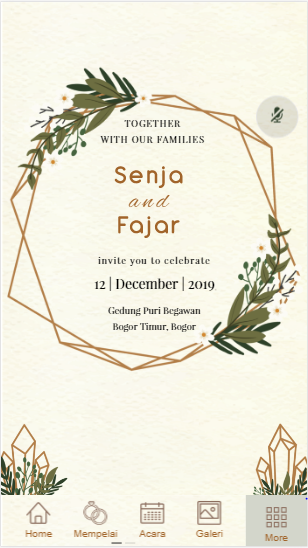 TOGETHER
WITH OUR FAMILIES
Senja
and
Fajar
invite you to celebrate
12 | December | 2019
Gedung Puri Begawan
Bogor Timur, Bogor
Home
Mempelai
Acara
Galeri
More